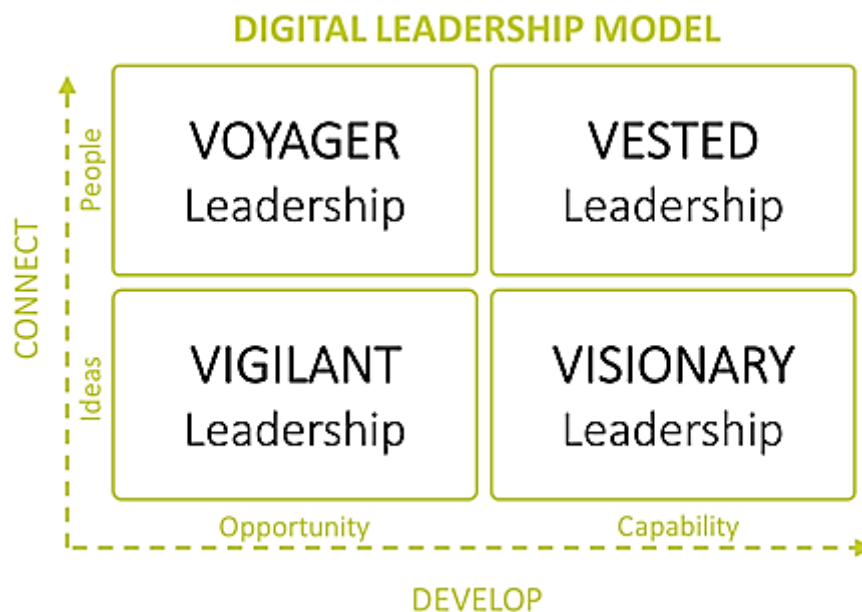 DIGITAL LEADERSHIP MODEL
CONNECT
People
VOYAGER
Leadership
VESTED
Leadership
Ideas
VIGILANT
Leadership
VISIONARY
Leadership
Opportunity
Capability
DEVELOP